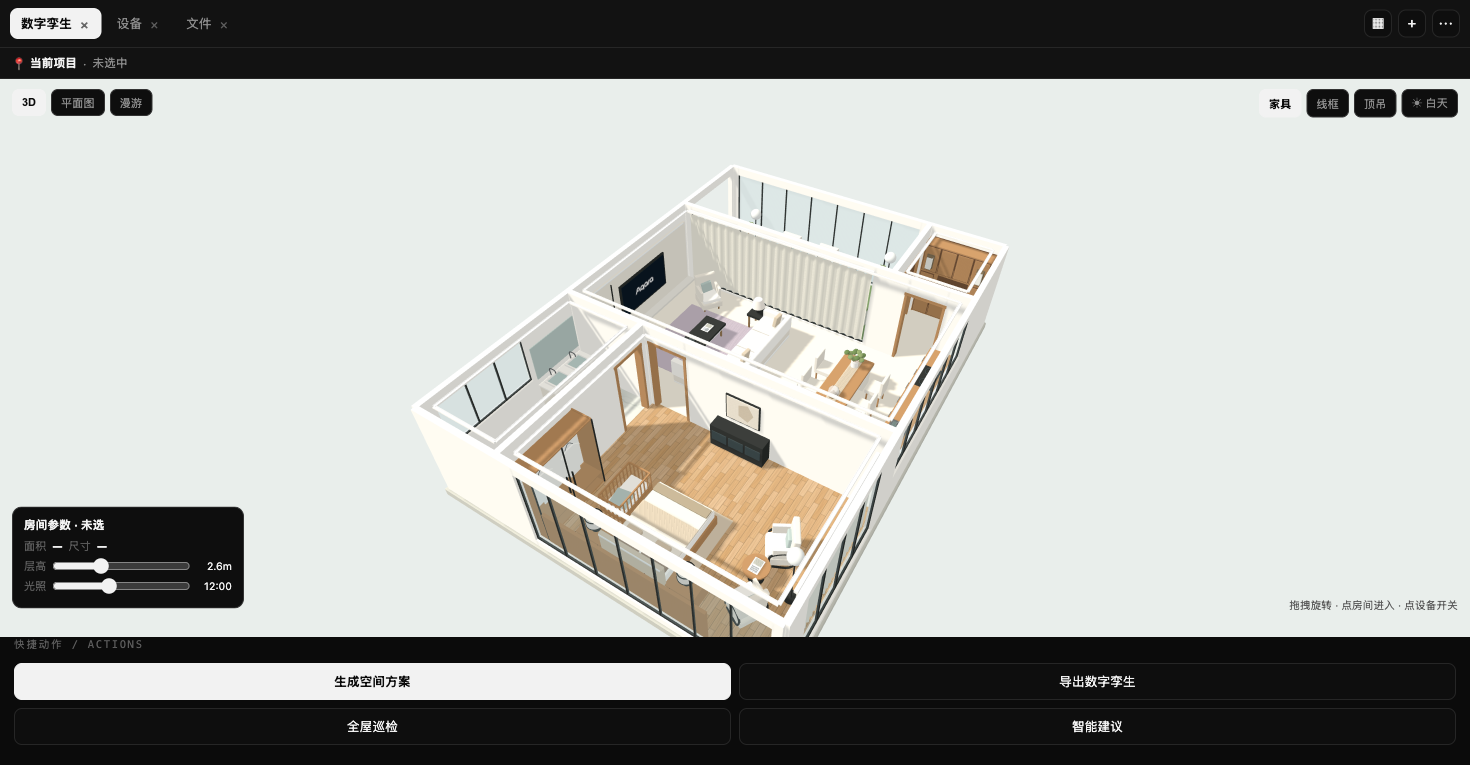 数字孪生 × 设备 × 文件 ×
当前项目 · 未选中
3D 平面图 漫游
家具 线框 顶吊 ☀ 白天
Aqara
房间参数 · 未选
面积 — 尺寸 —
层高 2.6m
光照 12:00
拖拽旋转 · 点房间进入 · 点设备开关
快捷动作 / ACTIONS
生成空间方案 导出数字孪生
全屋巡检 智能建议